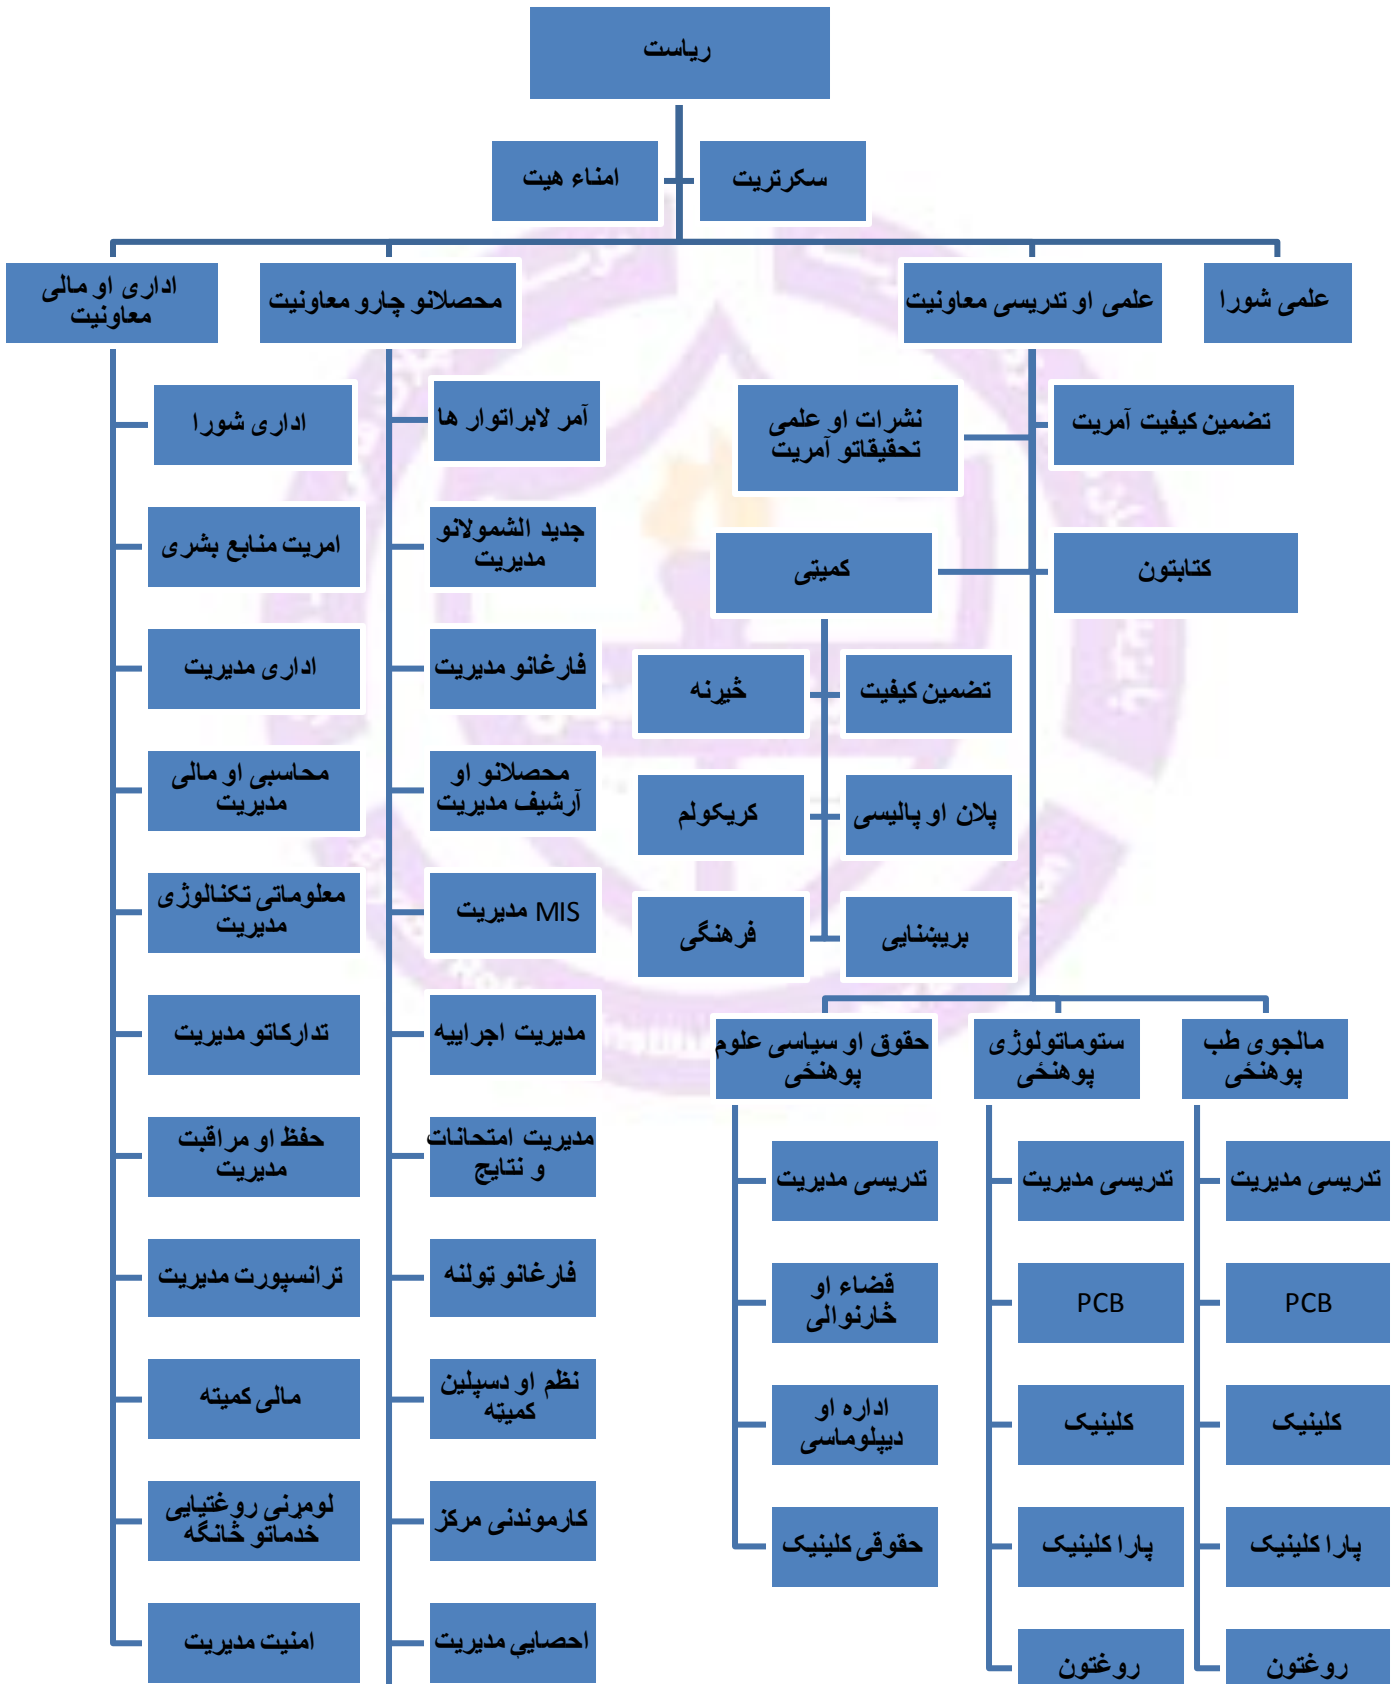 ریاست
سکرتریت
امناء هیت
علمی شورا
علمی او تدریسی معاونیت
محصلانو چارو معاونیت
اداری او مالی
معاونیت
تضمین کیفیت آمریت
نشرات او علمی
تحقیقاتو آمریت
کتابتون
کمیټی
تضمین کیفیت
څیړنه
پلان او پالیسی
کریکولم
بریښنایی
فرهنگی
مالجوی طب
پوهنځی
ستوماتولوژی
پوهنځی
حقوق او سیاسی علوم
پوهنځی
تدریسی مدیریت
PCB
کلینیک
پارا کلینیک
روغتون
تدریسی مدیریت
PCB
کلینیک
پارا کلینیک
روغتون
تدریسی مدیریت
قضاء او
څارنوالی
اداره او
دیپلوماسی
حقوقی کلینیک
آمر لابراتوار ها
جدید الشمولانو
مدیریت
فارغانو مدیریت
محصلانو او
آرشیف مدیریت
MIS مدیریت
مدیریت اجراییه
مدیریت امتحانات
و نتایج
فارغانو ټولنه
نظم او دسپلین
کمیټه
کارموندنی مرکز
احصایی مدیریت
اداری شورا
امریت منابع بشری
اداری مدیریت
محاسبی او مالی
مدیریت
معلوماتی تکنالوژی
مدیریت
تدارکاتو مدیریت
حفظ او مراقبت
مدیریت
ترانسپورت مدیریت
مالی کمیته
لومړنی روغتیایی
خدماتو څانگه
امنیت مدیریت